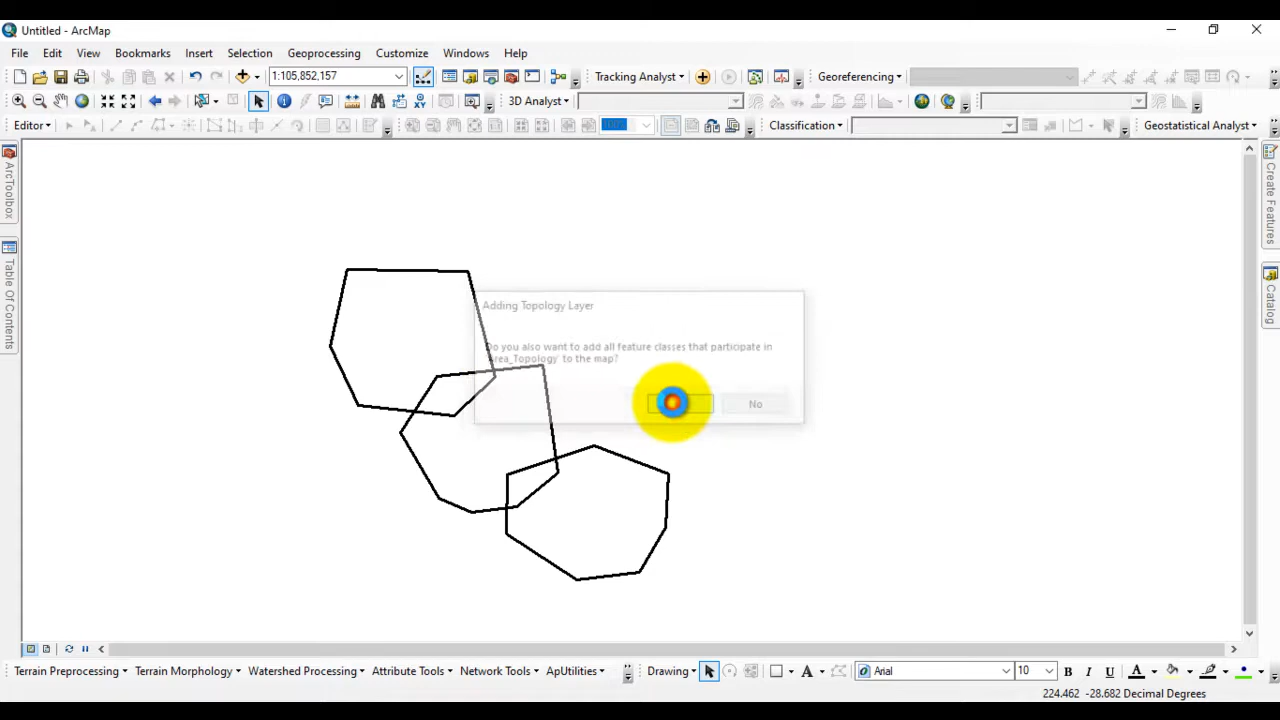 Untitled - ArcMap
File Edit View Bookmarks Insert Selection Geoprocessing Customize Windows Help
1:105,852,157 Tracking Analyst Georeferencing
3D Analyst
Editor 100% Classification Geostatistical Analyst
ArcToolbox
Table Of Contents
Create Features
Catalog
Adding Topology Layer
Do you also want to add all feature classes that participate in
'Area_Topology' to the map?
No
Terrain Preprocessing Terrain Morphology Watershed Processing Attribute Tools Network Tools ApUtilities Drawing A Arial 10 B I U A
224.462 -28.682 Decimal Degrees